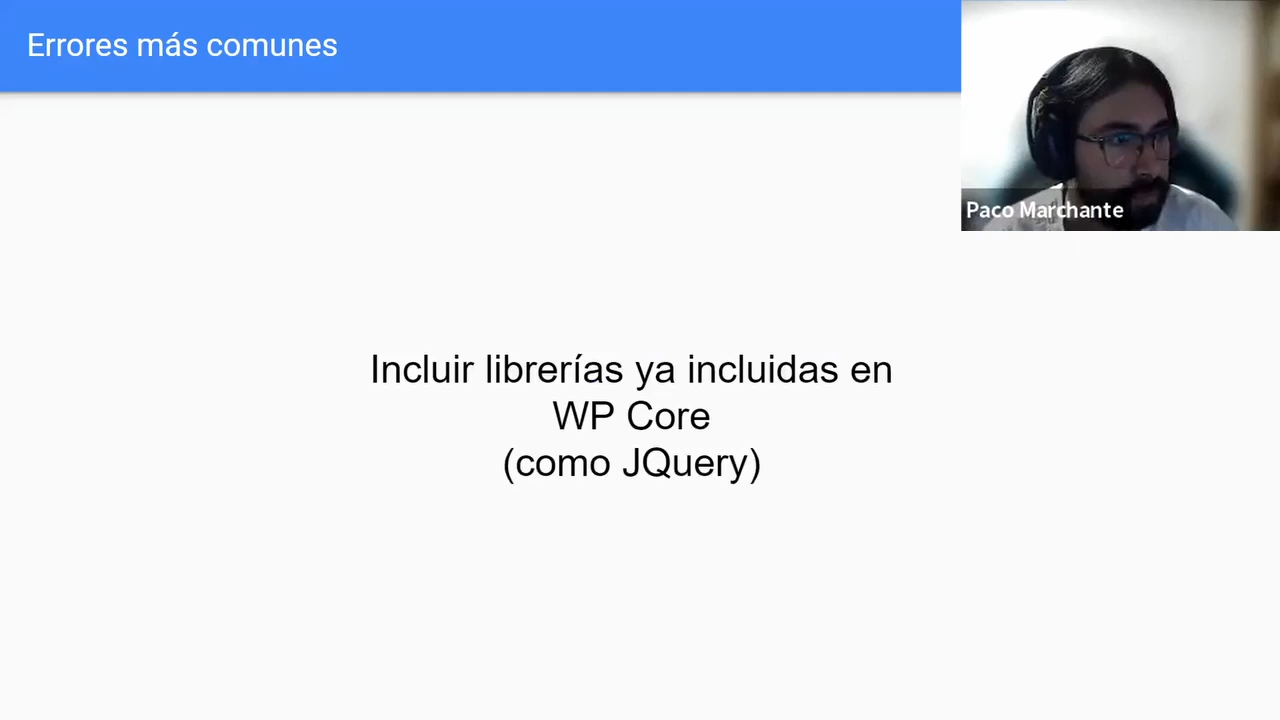 Errores más comunes
Paco Marchante
Incluir librerías ya incluidas en
WP Core
(como JQuery)